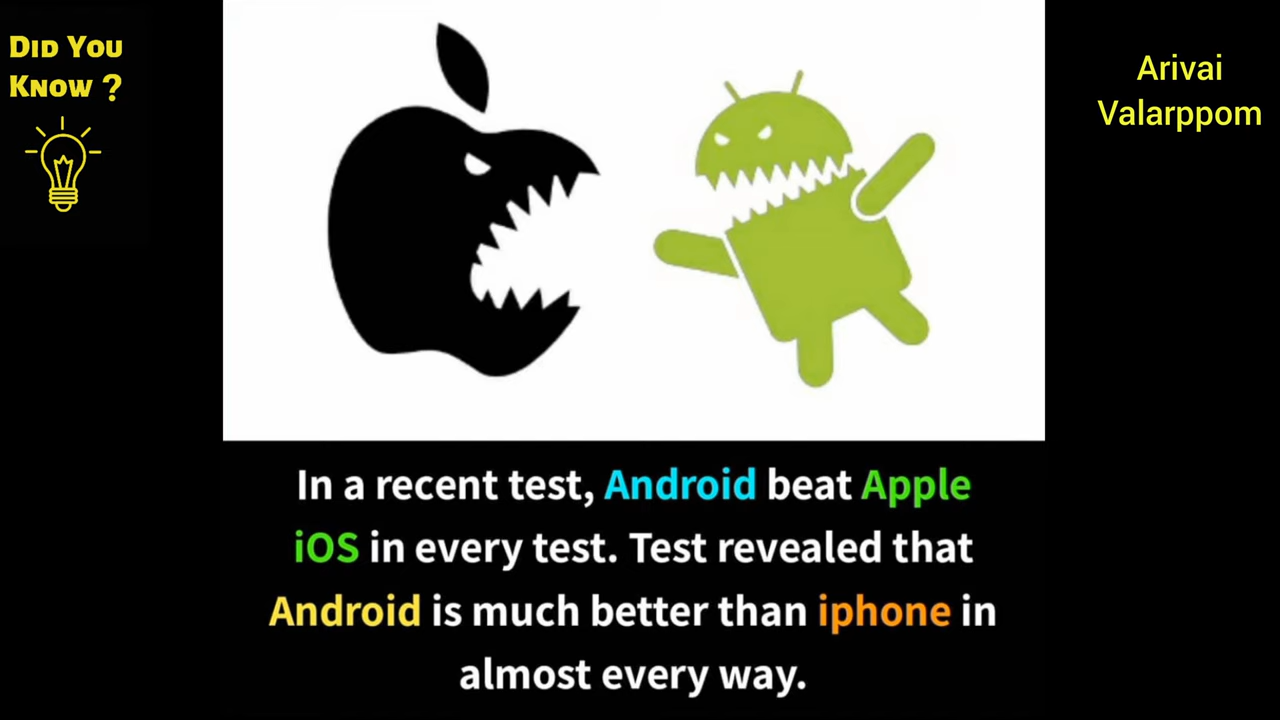 DID YOU
KNOW ?
Arivai
Valarppom
In a recent test, Android beat Apple
iOS in every test. Test revealed that
Android is much better than iphone in
almost every way.